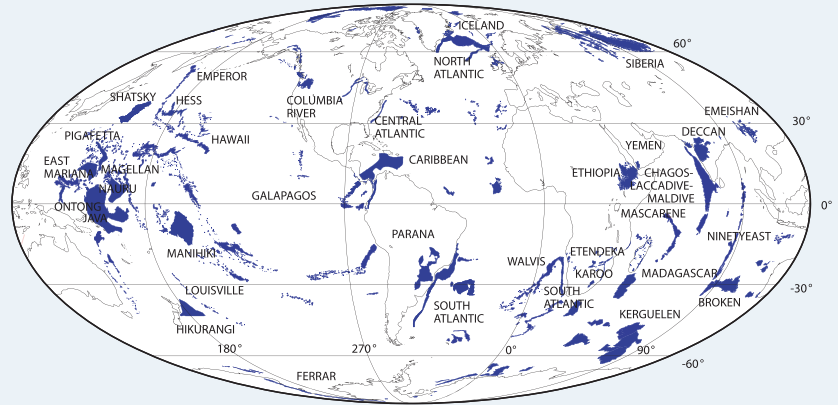 ICELAND
60°
NORTH
ATLANTIC
SIBERIA
EMPEROR
SHATSKY
HESS
COLUMBIA
RIVER
EMEISHAN
30°
CENTRAL
ATLANTIC
DECCAN
PIGAFETTA
HAWAII
YEMEN
EAST
MARIANA
MAGELLAN
CARIBBEAN
ETHIOPIA
CHAGOS-
LACCADIVE-
MALDIVE
NAURU
GALAPAGOS
ONTONG
JAVA
0°
MASCARENE
PARANA
NINETYEAST
MANIHIKI
WALVIS
ETENDEKA
KAROO
MADAGASCAR
LOUISVILLE
SOUTH
ATLANTIC
SOUTH
ATLANTIC
-30°
BROKEN
HIKURANGI
KERGUELEN
180°
270°
0°
90°
-60°
FERRAR